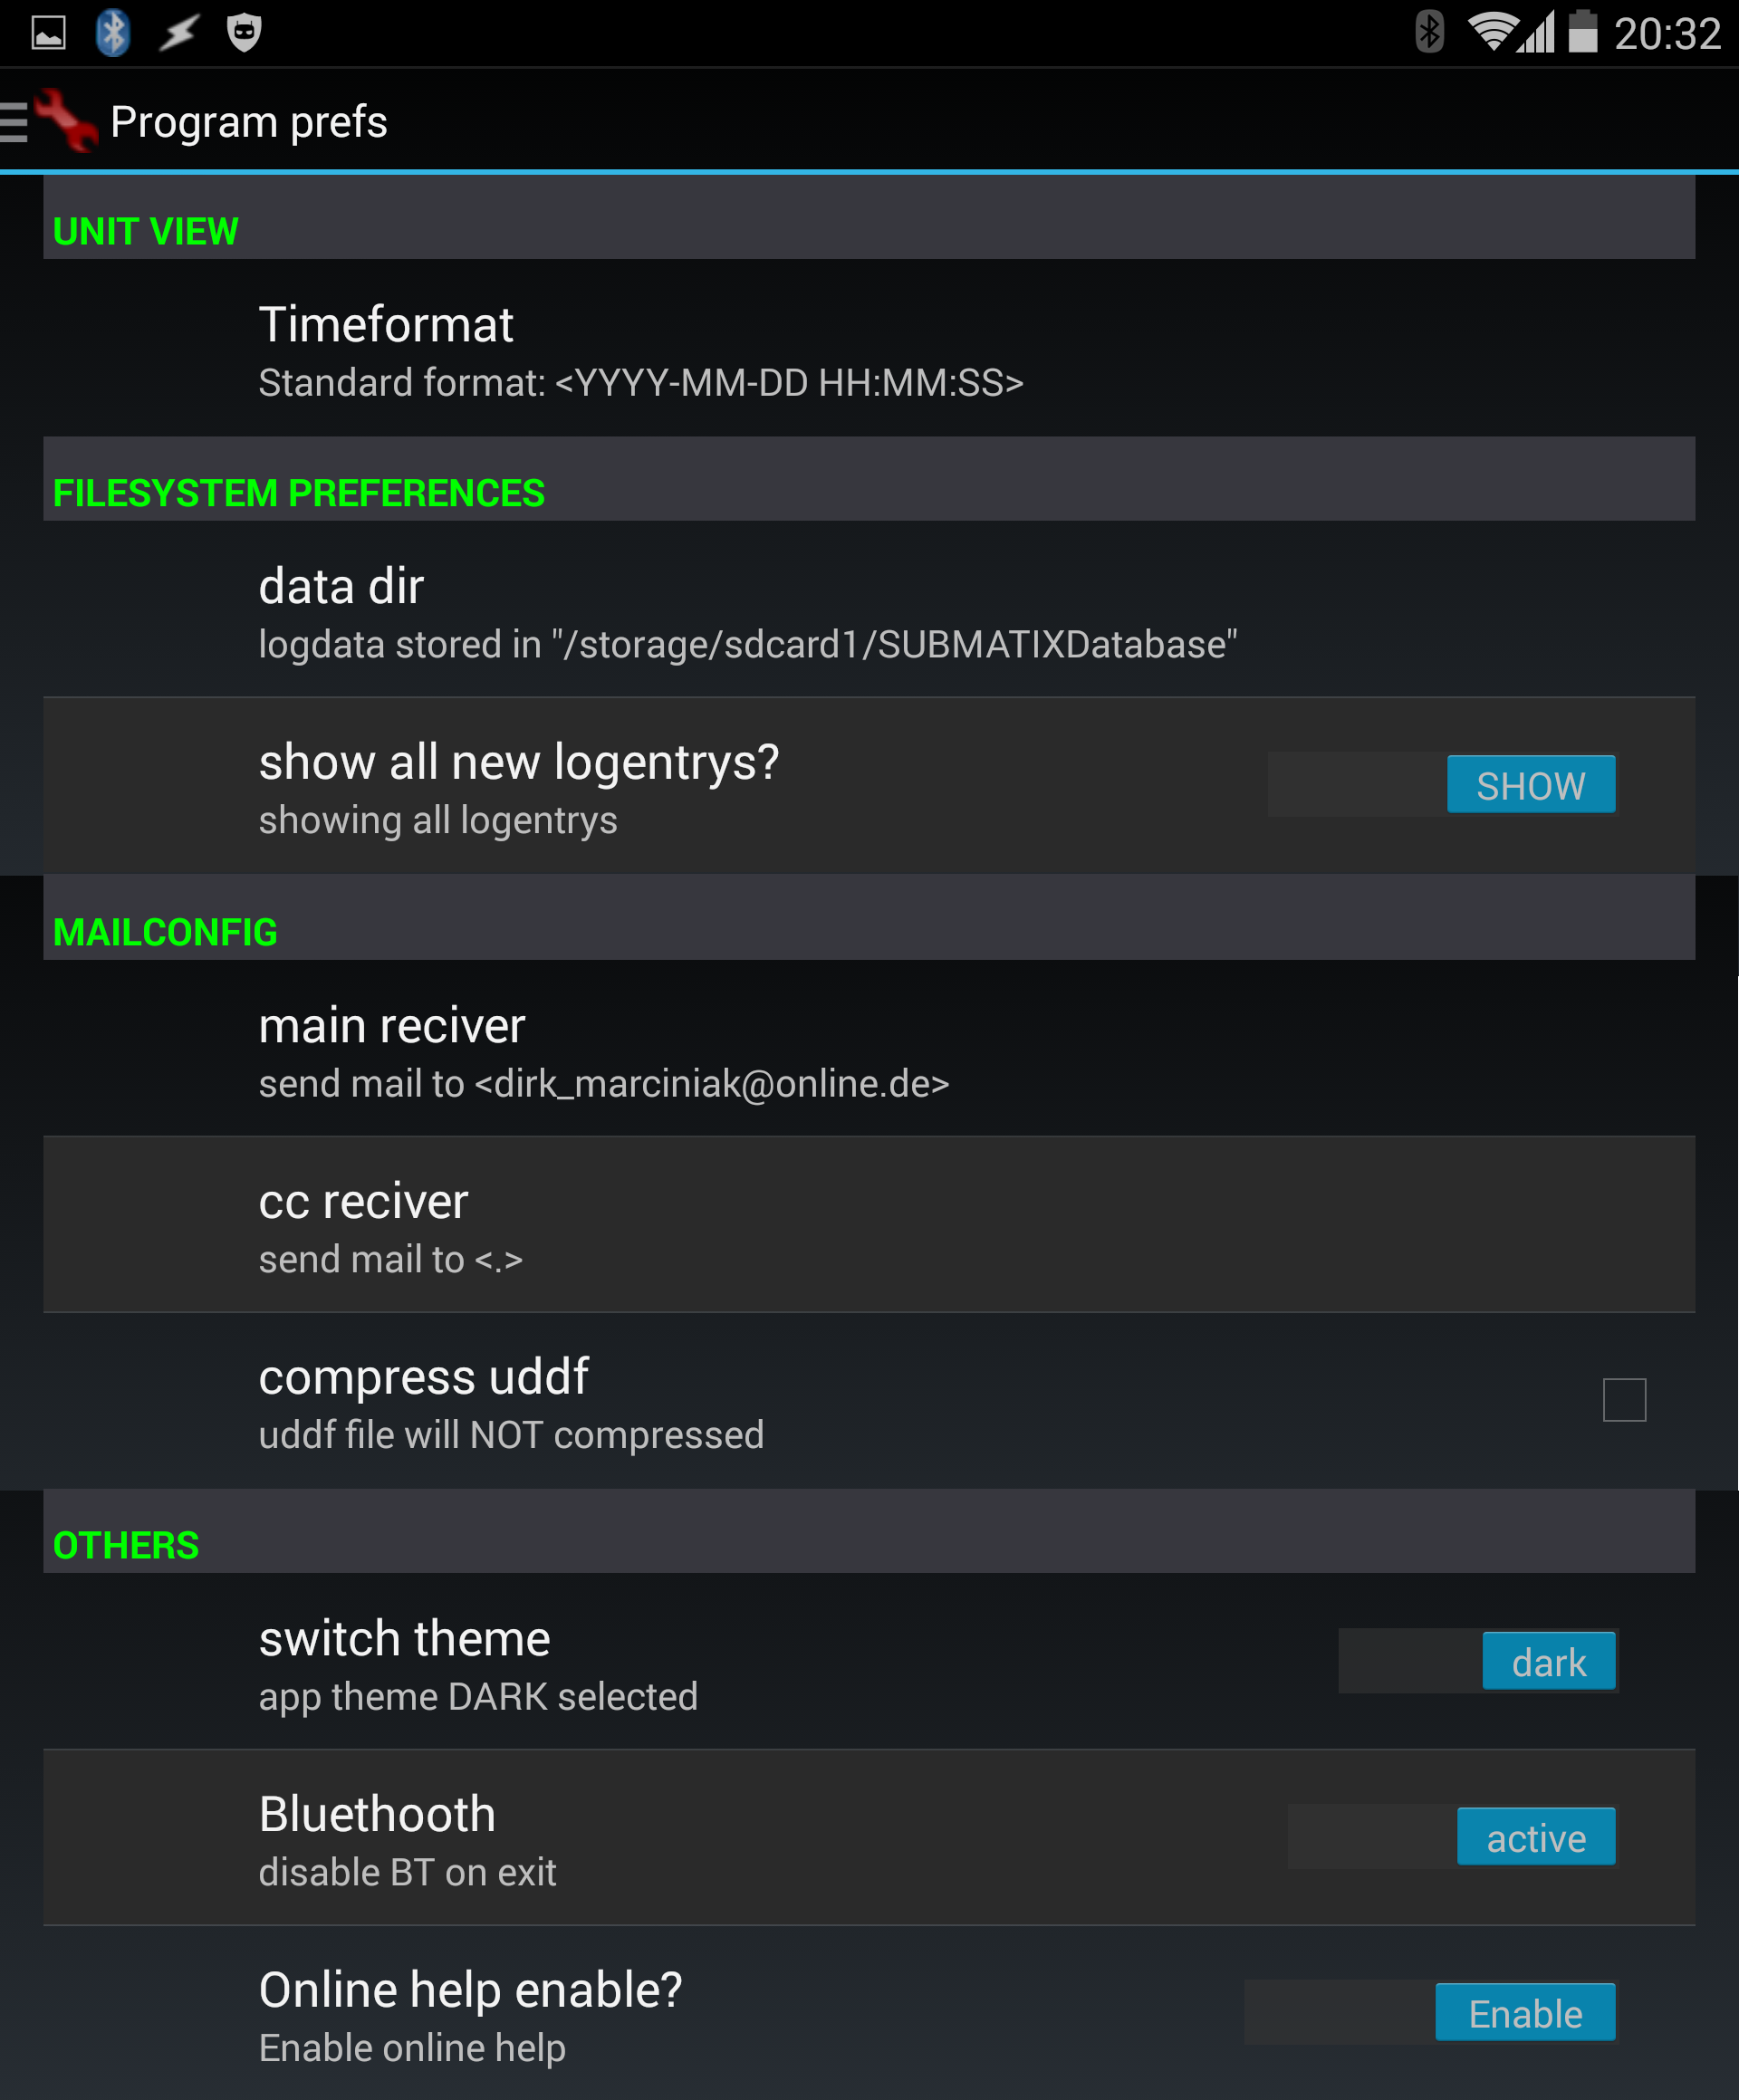 20:32
Program prefs
UNIT VIEW
Timeformat
Standard format: <YYYY-MM-DD HH:MM:SS>
FILESYSTEM PREFERENCES
data dir
logdata stored in "/storage/sdcard1/SUBMATIXDatabase"
show all new logentrys?
SHOW
showing all logentrys
MAILCONFIG
main reciver
send mail to <dirk_marciniak@online.de>
cc reciver
send mail to <.>
compress uddf
uddf file will NOT compressed
OTHERS
switch theme
dark
app theme DARK selected
Bluethooth
active
disable BT on exit
Online help enable?
Enable
Enable online help